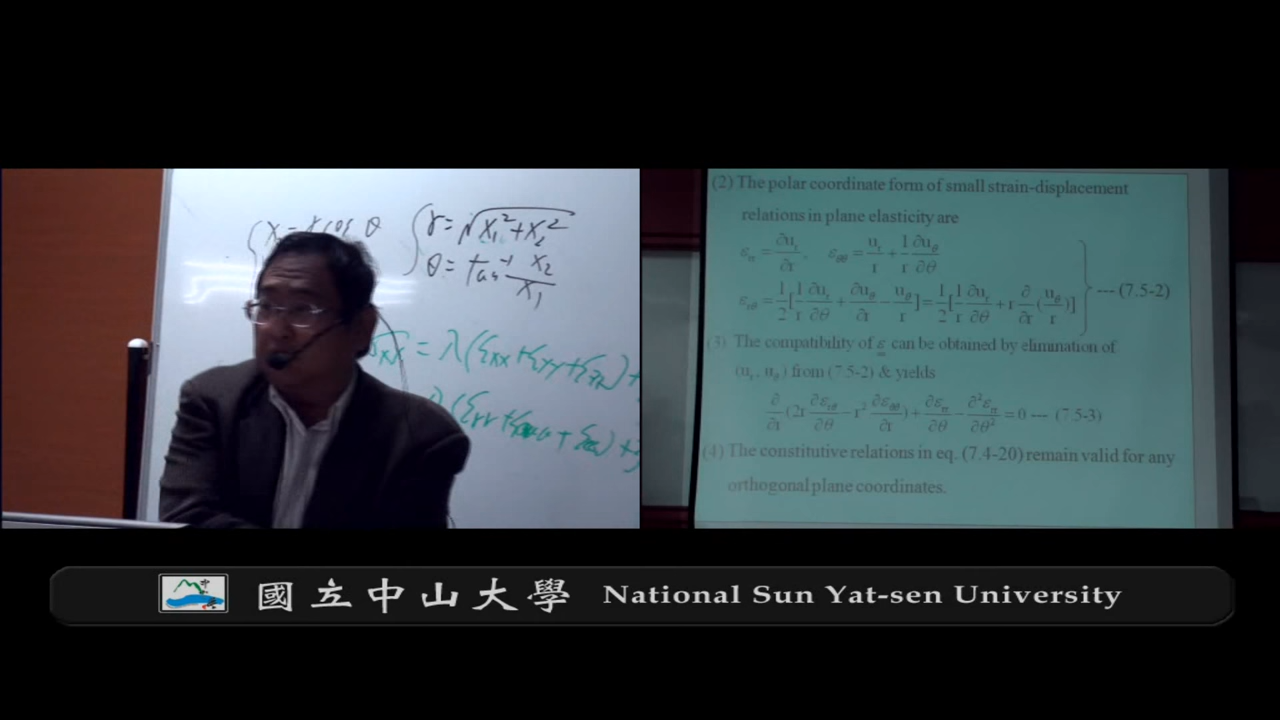 x₁ = r cos θ
r = √x₁² + x₂²
θ = tan⁻¹ x₂/x₁
σxx = λ(εxx + εyy + εzz) +
λ(εrr + εθθ + εzz) +
(2) The polar coordinate form of small strain-displacement
relations in plane elasticity are
εrr = ∂ur/∂r, εθθ = ur/r + 1/r ∂uθ/∂θ
εrθ = 1/2[1/r ∂ur/∂θ + ∂uθ/∂r − uθ/r] = 1/2[1/r ∂ur/∂θ + r ∂/∂r(uθ/r)]
--- (7.5-2)
(3) The compatibility of ε can be obtained by elimination of
(ur, uθ) from (7.5-2) & yields
∂/∂r(2r ∂εrθ/∂θ − r² ∂εθθ/∂r) + r ∂εrr/∂r − ∂²εrr/∂θ² = 0 --- (7.5-3)
(4) The constitutive relations in eq. (7.4-20) remain valid for any
orthogonal plane coordinates.
國立中山大學 National Sun Yat-sen University